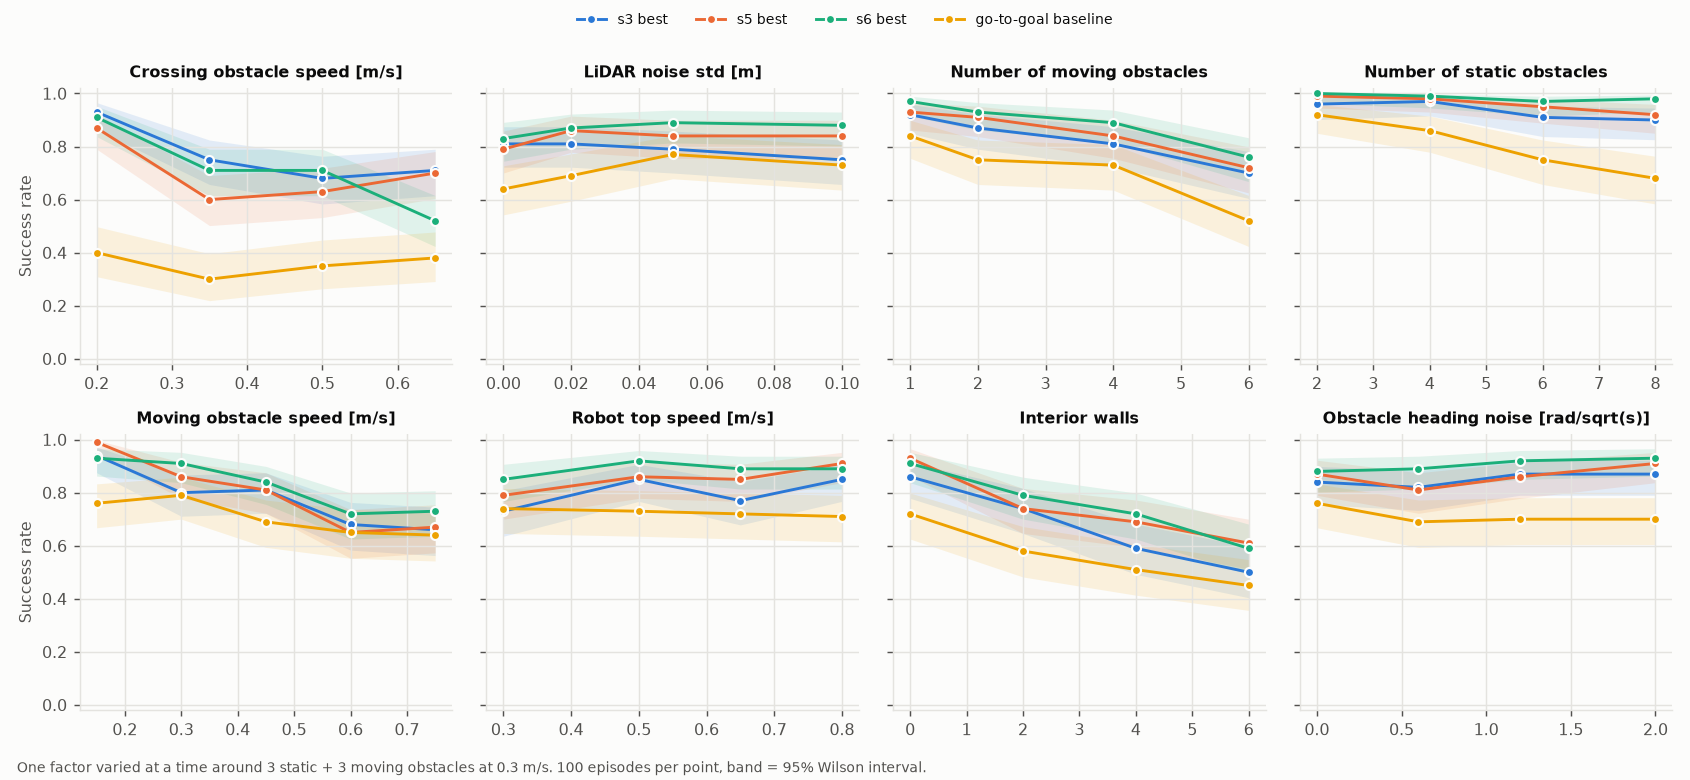 s3 best s5 best s6 best go-to-goal baseline
Crossing obstacle speed [m/s] LiDAR noise std [m] Number of moving obstacles Number of static obstacles
Success rate
1.0
0.8
0.6
0.4
0.2
0.0
0.2 0.3 0.4 0.5 0.6 0.00 0.02 0.04 0.06 0.08 0.10 1 2 3 4 5 6 2 3 4 5 6 7 8
Moving obstacle speed [m/s] Robot top speed [m/s] Interior walls Obstacle heading noise [rad/sqrt(s)]
Success rate
1.0
0.8
0.6
0.4
0.2
0.0
0.2 0.3 0.4 0.5 0.6 0.7 0.3 0.4 0.5 0.6 0.7 0.8 0 1 2 3 4 5 6 0.0 0.5 1.0 1.5 2.0
One factor varied at a time around 3 static + 3 moving obstacles at 0.3 m/s. 100 episodes per point, band = 95% Wilson interval.